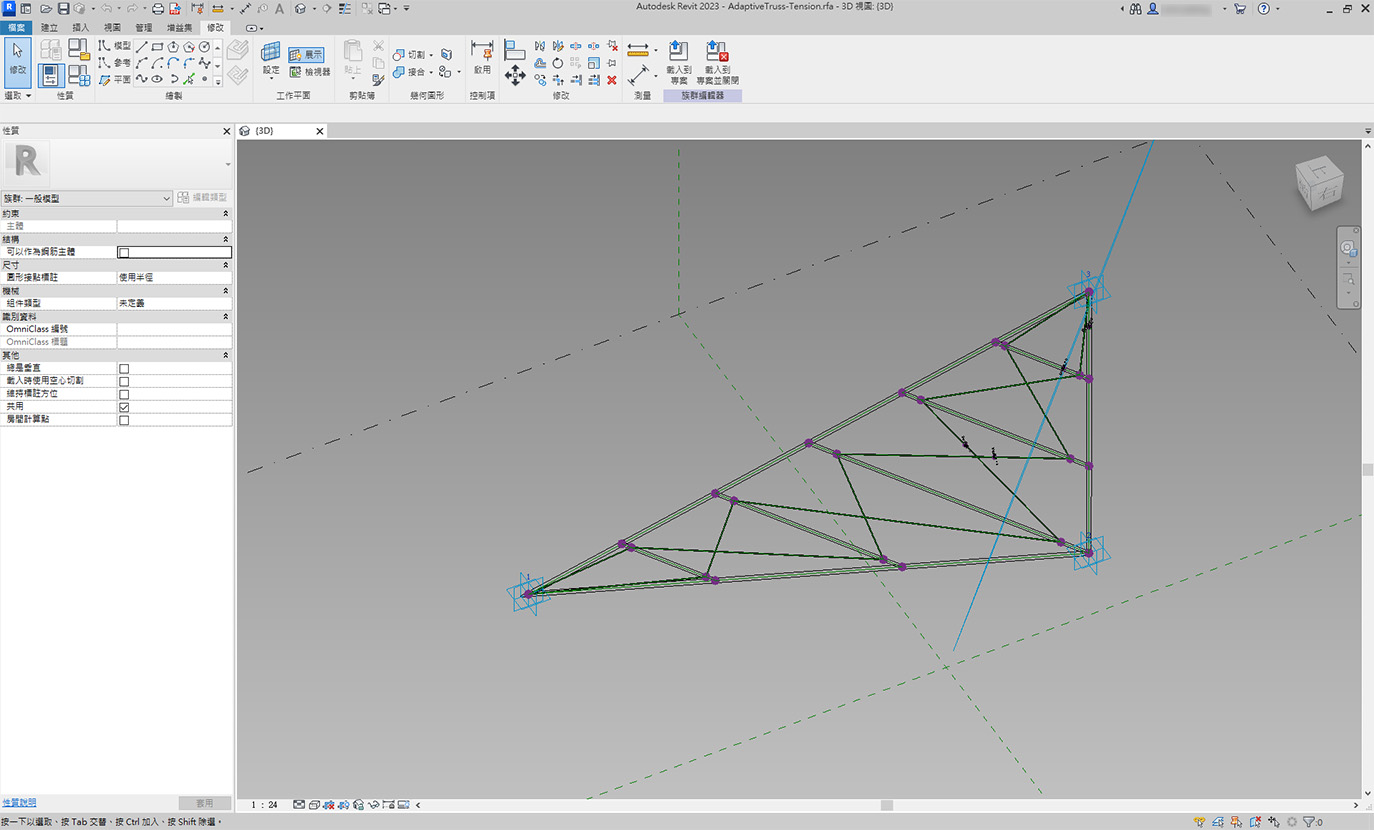 Autodesk Revit 2023 - AdaptiveTruss-Tension.rfa - 3D 視圖: {3D}
檔案 建立 插入 視圖 管理 增益集 修改
修改
模型
參考
平面
設定
展示
檢視器
貼上
切割
接合
啟用
測量
載入到
專案
載入到
專案並關閉
選取 性質 繪製 工作平面 剪貼簿 幾何圖形 控制項 修改 測量 族群編輯器
性質
{3D}
R
族群: 一般模型
編輯類型
約束
主體
結構
可以作為鋼筋主體
尺寸
圓形接點標註 使用半徑
機械
組件類型 未定義
識別資料
OmniClass 編號
OmniClass 標題
其他
總是垂直
載入時使用空心切割
維持標註方位
共用
房間計算點
3
1
性質說明
套用
1 : 24
按一下以選取、按 Tab 交替、按 Ctrl 加入、按 Shift 除選。
:0